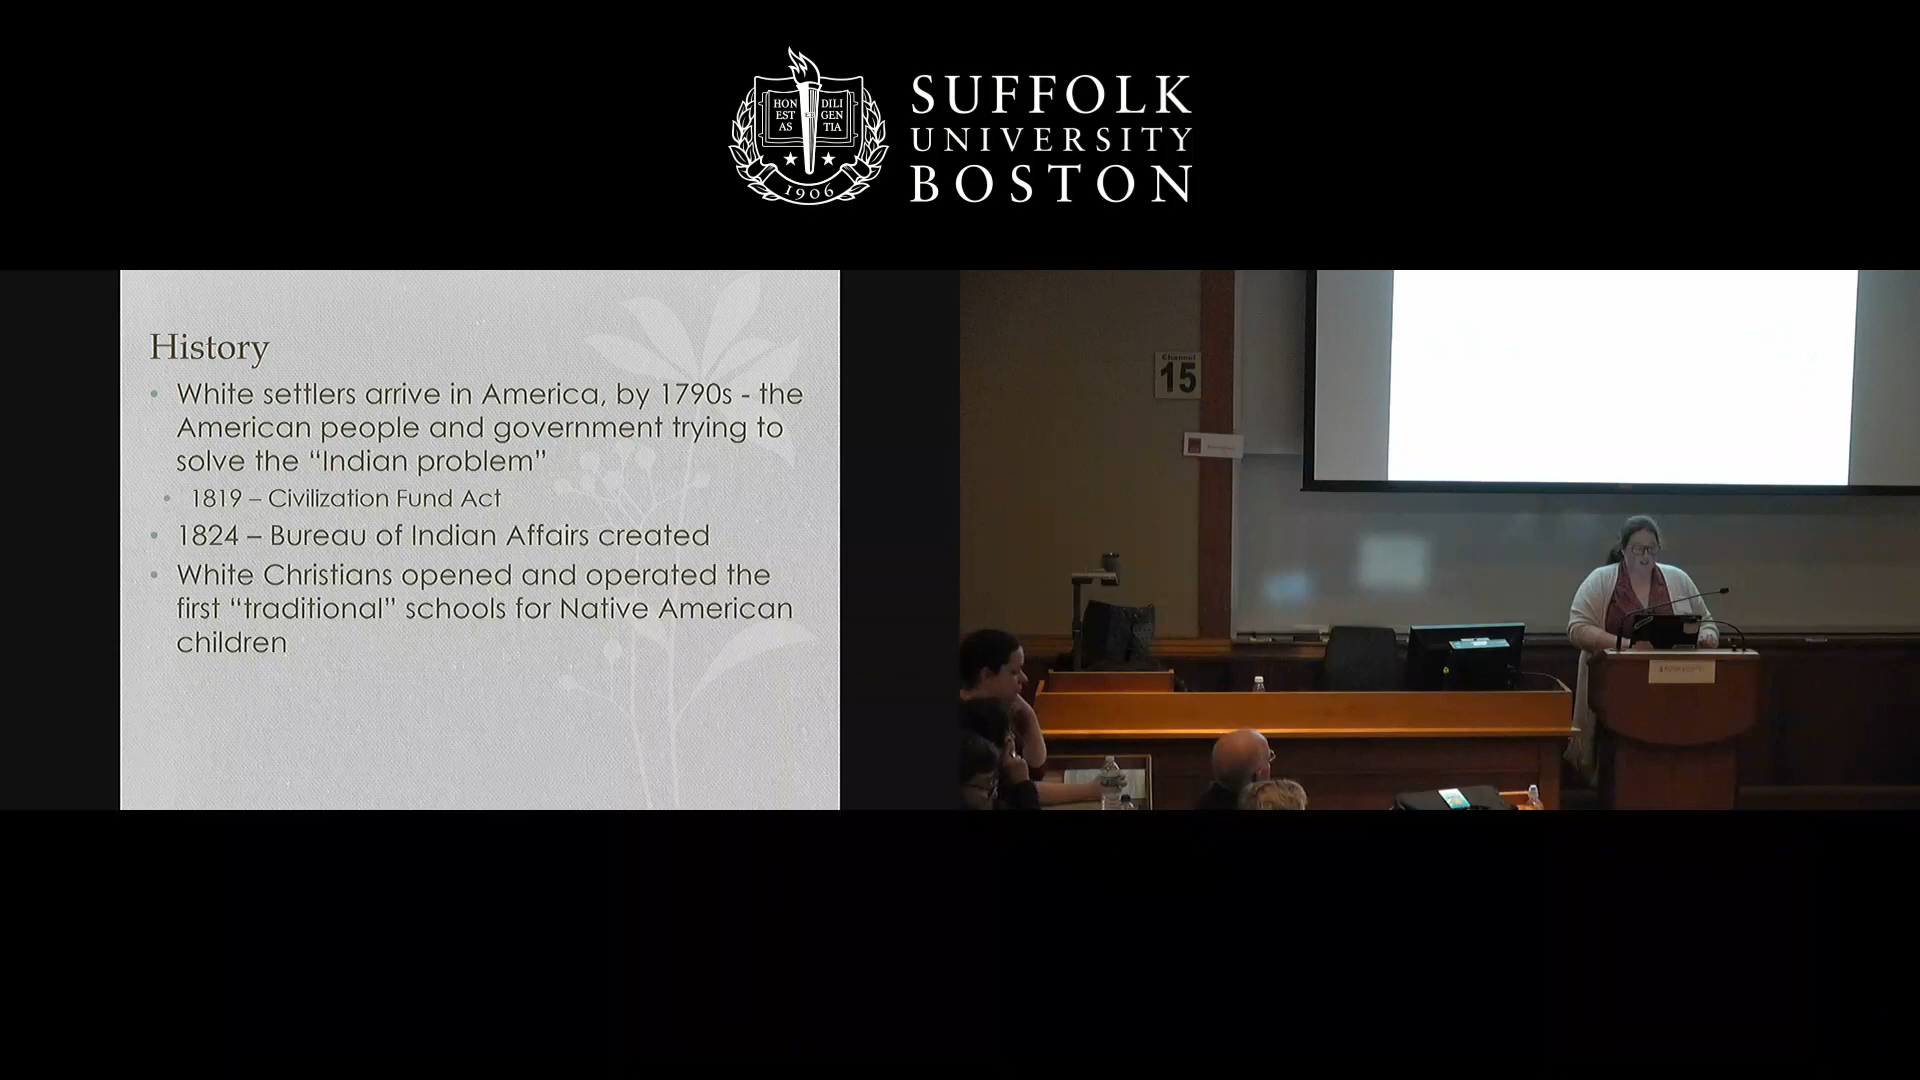 HON DILI
EST ET GEN
AS TIA
1906
SUFFOLK
UNIVERSITY
BOSTON
History
• White settlers arrive in America, by 1790s - the
American people and government trying to
solve the “Indian problem”
• 1819 – Civilization Fund Act
• 1824 – Bureau of Indian Affairs created
• White Christians opened and operated the
first “traditional” schools for Native American
children
Channel
15